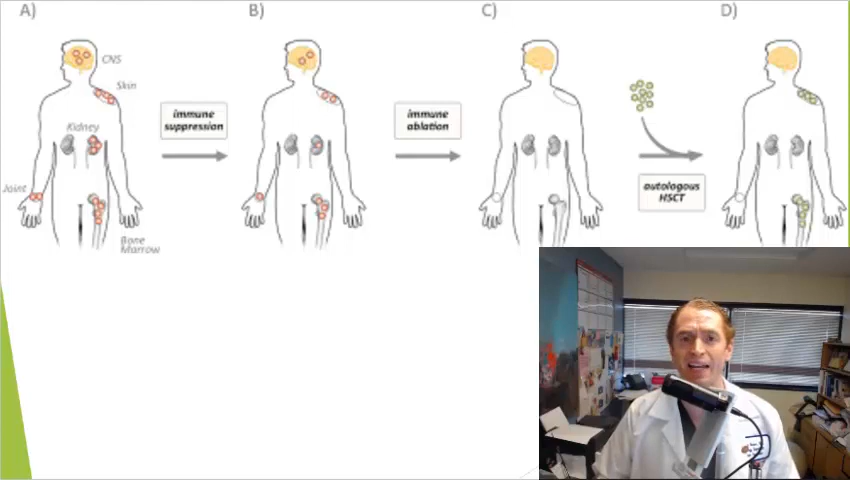 A)
B)
C)
D)
CNS
Skin
Kidney
Joint
Bone
Marrow
immune
suppression
immune
ablation
autologous
HSCT